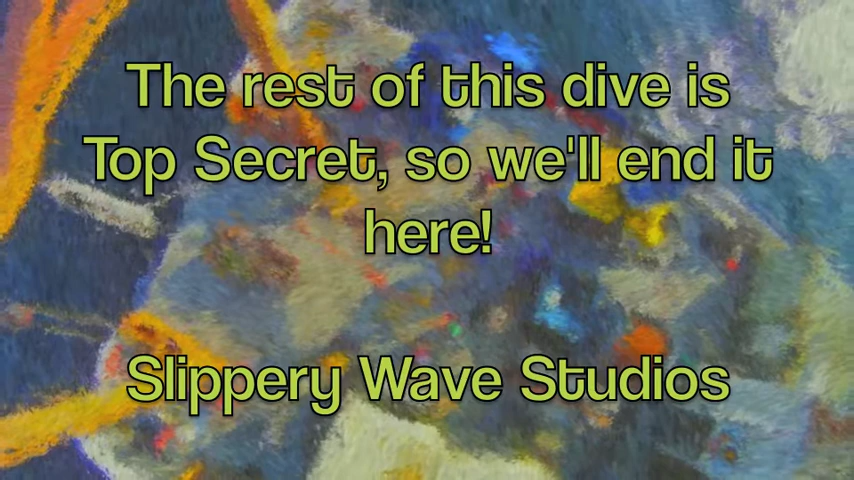 The rest of this dive is
Top Secret, so we'll end it
here!
Slippery Wave Studios